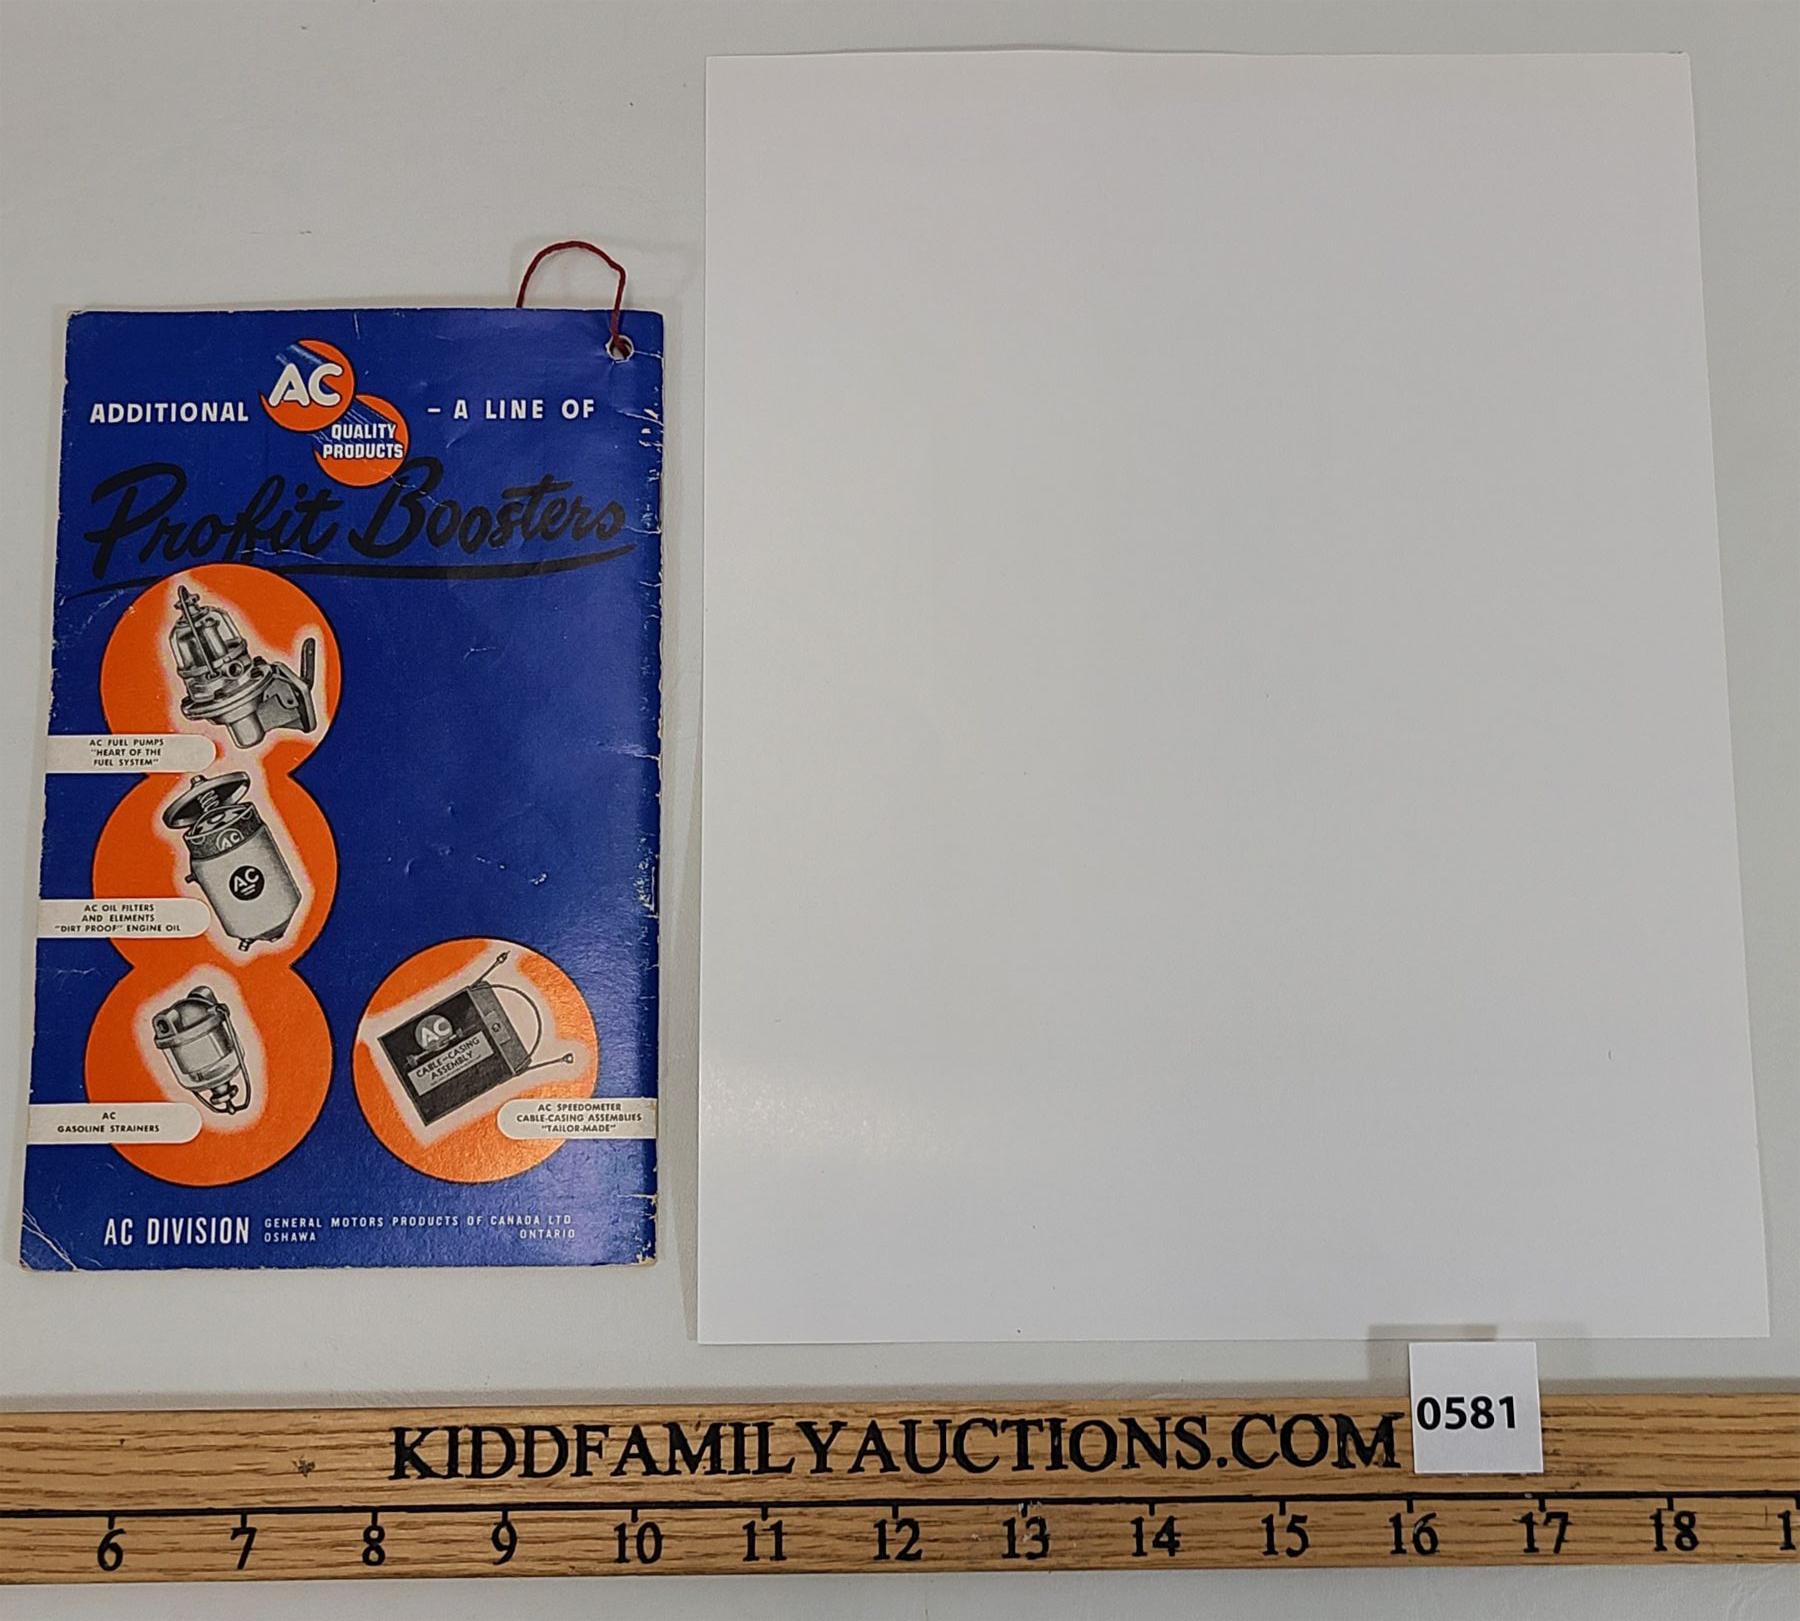 ADDITIONAL AC QUALITY PRODUCTS – A LINE OF
Profit Boosters
AC FUEL PUMPS
"HEART OF THE
FUEL SYSTEM"
AC
AC
AC OIL FILTERS
AND ELEMENTS
"DIRT PROOF" ENGINE OIL
AC
GASOLINE STRAINERS
AC
CABLE-CASING
ASSEMBLY
AC SPEEDOMETER
CABLE-CASING ASSEMBLIES
"TAILOR-MADE"
AC DIVISION GENERAL MOTORS PRODUCTS OF CANADA LTD.
OSHAWA ONTARIO
0581
KIDDFAMILYAUCTIONS.COM
6 7 8 9 10 11 12 13 14 15 16 17 18 1